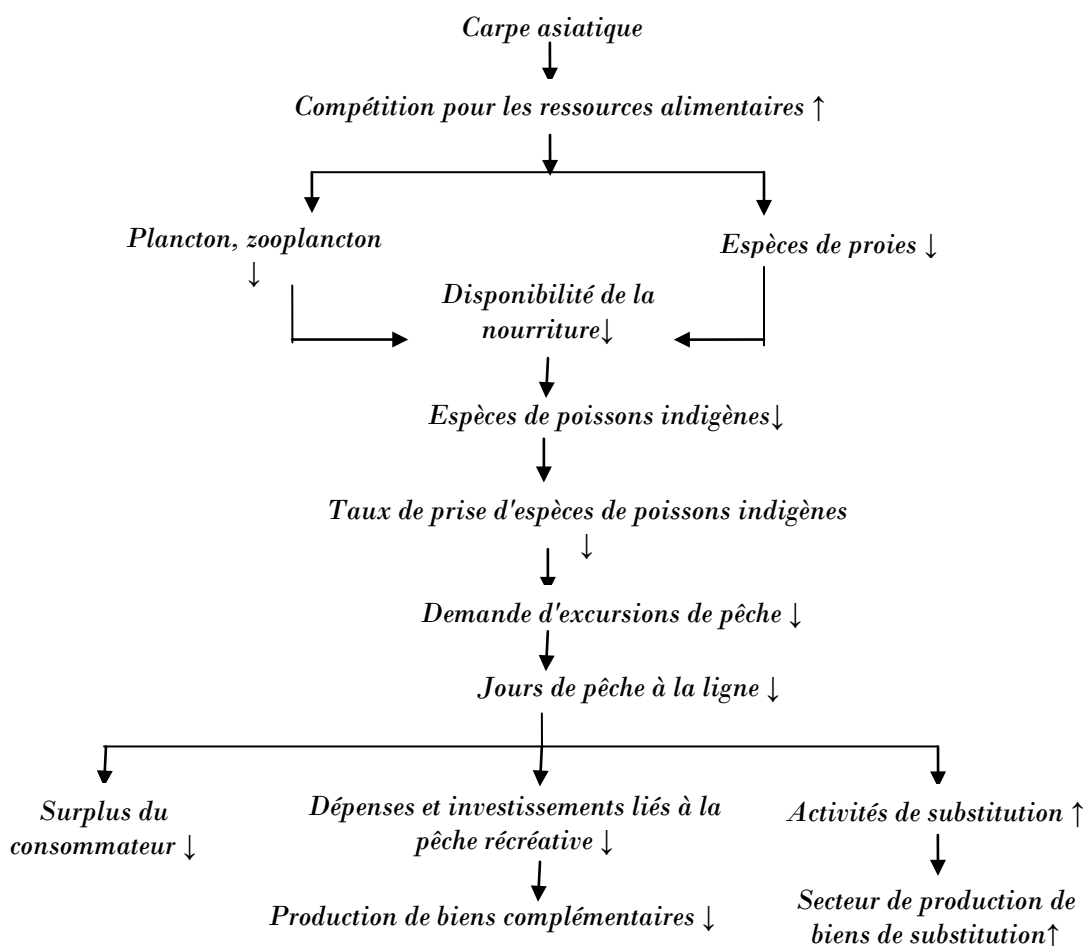 Carpe asiatique
Compétition pour les ressources alimentaires ↑
Plancton, zooplancton
↓
Espèces de proies ↓
Disponibilité de la
nourriture↓
Espèces de poissons indigènes↓
Taux de prise d'espèces de poissons indigènes
↓
Demande d'excursions de pêche ↓
Jours de pêche à la ligne ↓
Surplus du
consommateur ↓
Dépenses et investissements liés à la
pêche récréative ↓
Production de biens complémentaires ↓
Activités de substitution ↑
Secteur de production de
biens de substitution↑